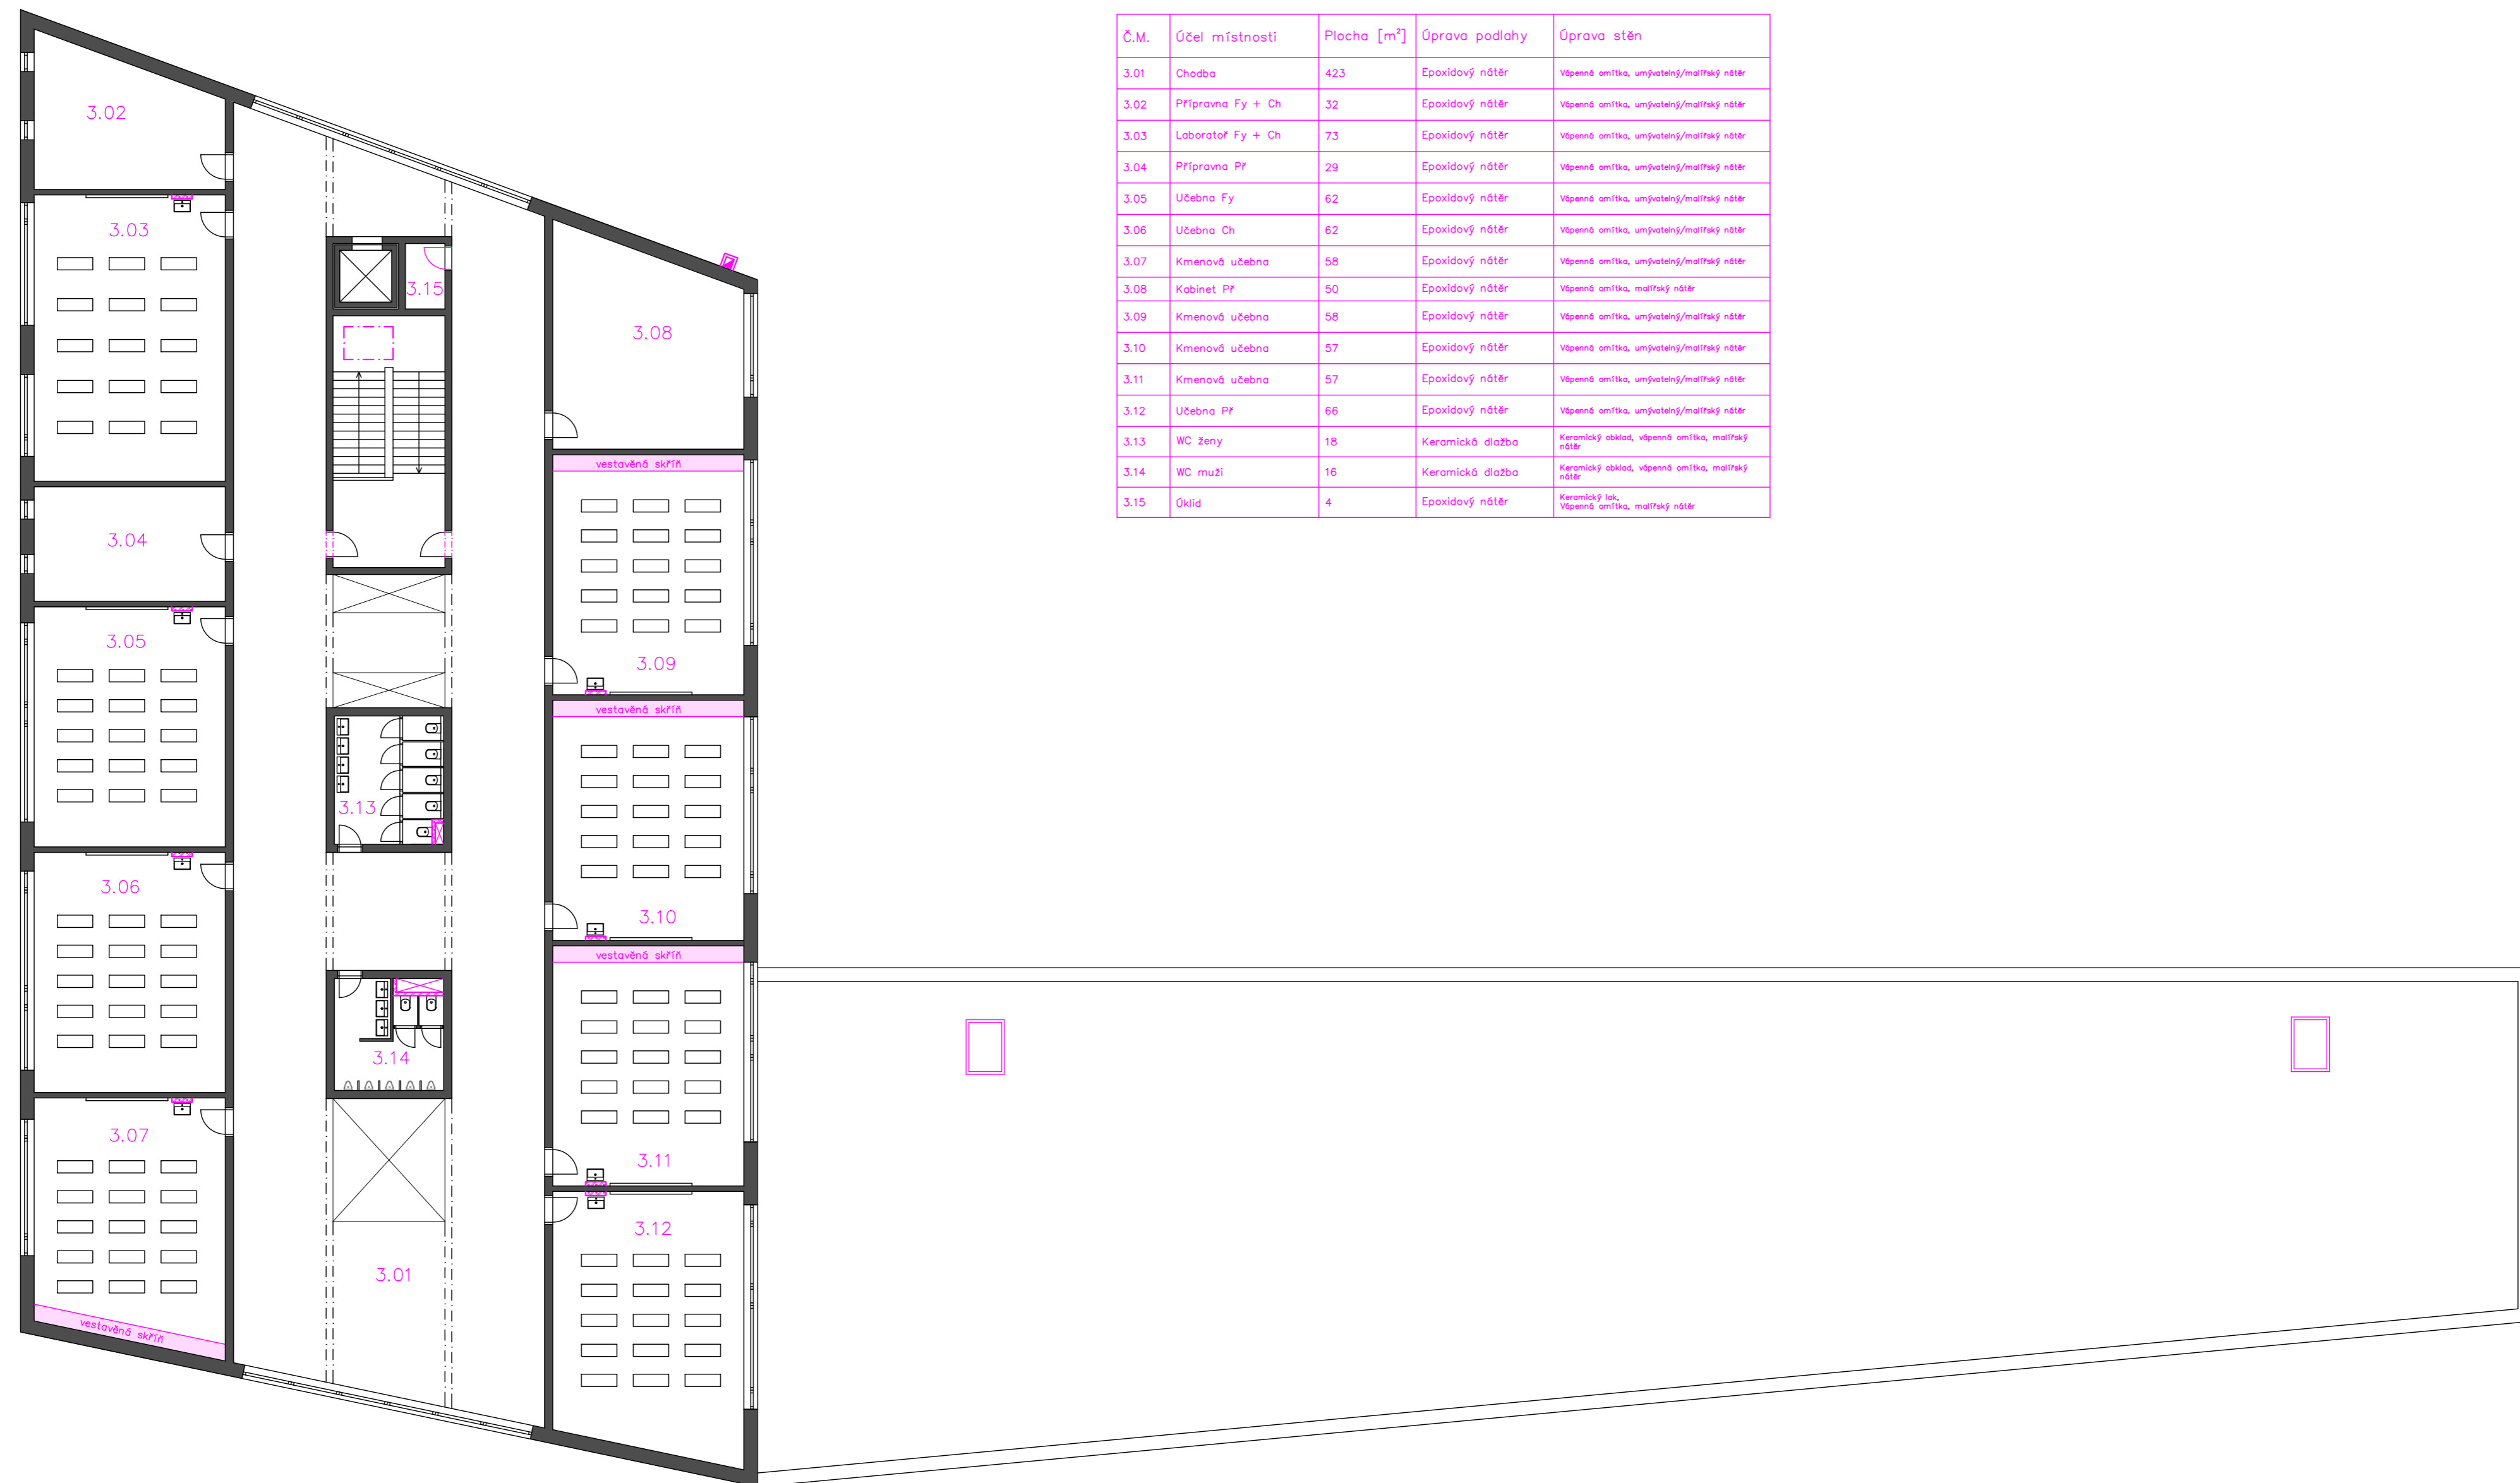 Č.M. Účel místnosti Plocha [m²] Úprava podlahy Úprava stěn
3.01 Chodba 423 Epoxidový nátěr Vápenná omítka, umývatelný/malířský nátěr
3.02 Přípravna Fy + Ch 32 Epoxidový nátěr Vápenná omítka, umývatelný/malířský nátěr
3.03 Laboratoř Fy + Ch 73 Epoxidový nátěr Vápenná omítka, umývatelný/malířský nátěr
3.04 Přípravna Př 29 Epoxidový nátěr Vápenná omítka, umývatelný/malířský nátěr
3.05 Učebna Fy 62 Epoxidový nátěr Vápenná omítka, umývatelný/malířský nátěr
3.06 Učebna Ch 62 Epoxidový nátěr Vápenná omítka, umývatelný/malířský nátěr
3.07 Kmenová učebna 58 Epoxidový nátěr Vápenná omítka, umývatelný/malířský nátěr
3.08 Kabinet Př 50 Epoxidový nátěr Vápenná omítka, malířský nátěr
3.09 Kmenová učebna 58 Epoxidový nátěr Vápenná omítka, umývatelný/malířský nátěr
3.10 Kmenová učebna 57 Epoxidový nátěr Vápenná omítka, umývatelný/malířský nátěr
3.11 Kmenová učebna 57 Epoxidový nátěr Vápenná omítka, umývatelný/malířský nátěr
3.12 Učebna Př 66 Epoxidový nátěr Vápenná omítka, umývatelný/malířský nátěr
3.13 WC ženy 18 Keramická dlažba Keramický obklad, vápenná omítka, malířský
nátěr
3.14 WC muži 16 Keramická dlažba Keramický obklad, vápenná omítka, malířský
nátěr
3.15 Úklid 4 Epoxidový nátěr Keramický lak,
Vápenná omítka, malířský nátěr
3.02
3.03
3.15
3.08
vestavěná skříň
3.04
3.05
3.09
vestavěná skříň
3.13
3.06
3.10
vestavěná skříň
3.14
3.07
3.11
3.12
3.01
vestavěná skříň